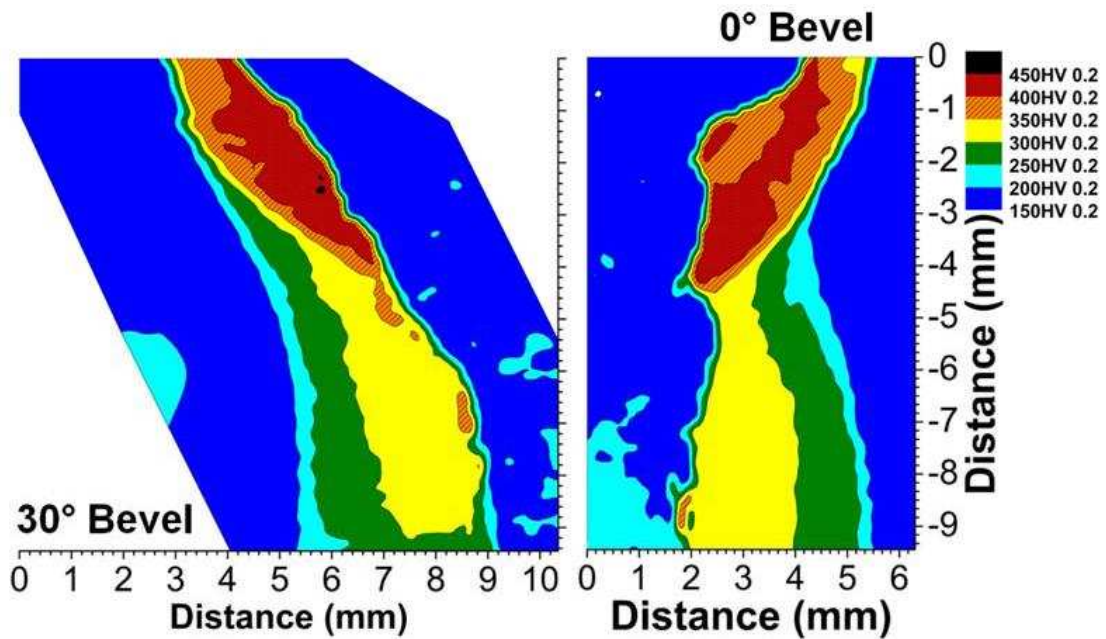 0° Bevel
0
-1
-2
-3
-4
-5
-6
-7
-8
-9
Distance (mm)
450HV 0.2
400HV 0.2
350HV 0.2
300HV 0.2
250HV 0.2
200HV 0.2
150HV 0.2
30° Bevel
0 1 2 3 4 5 6 7 8 9 10
Distance (mm)
0 2 3 4 5 6
Distance (mm)